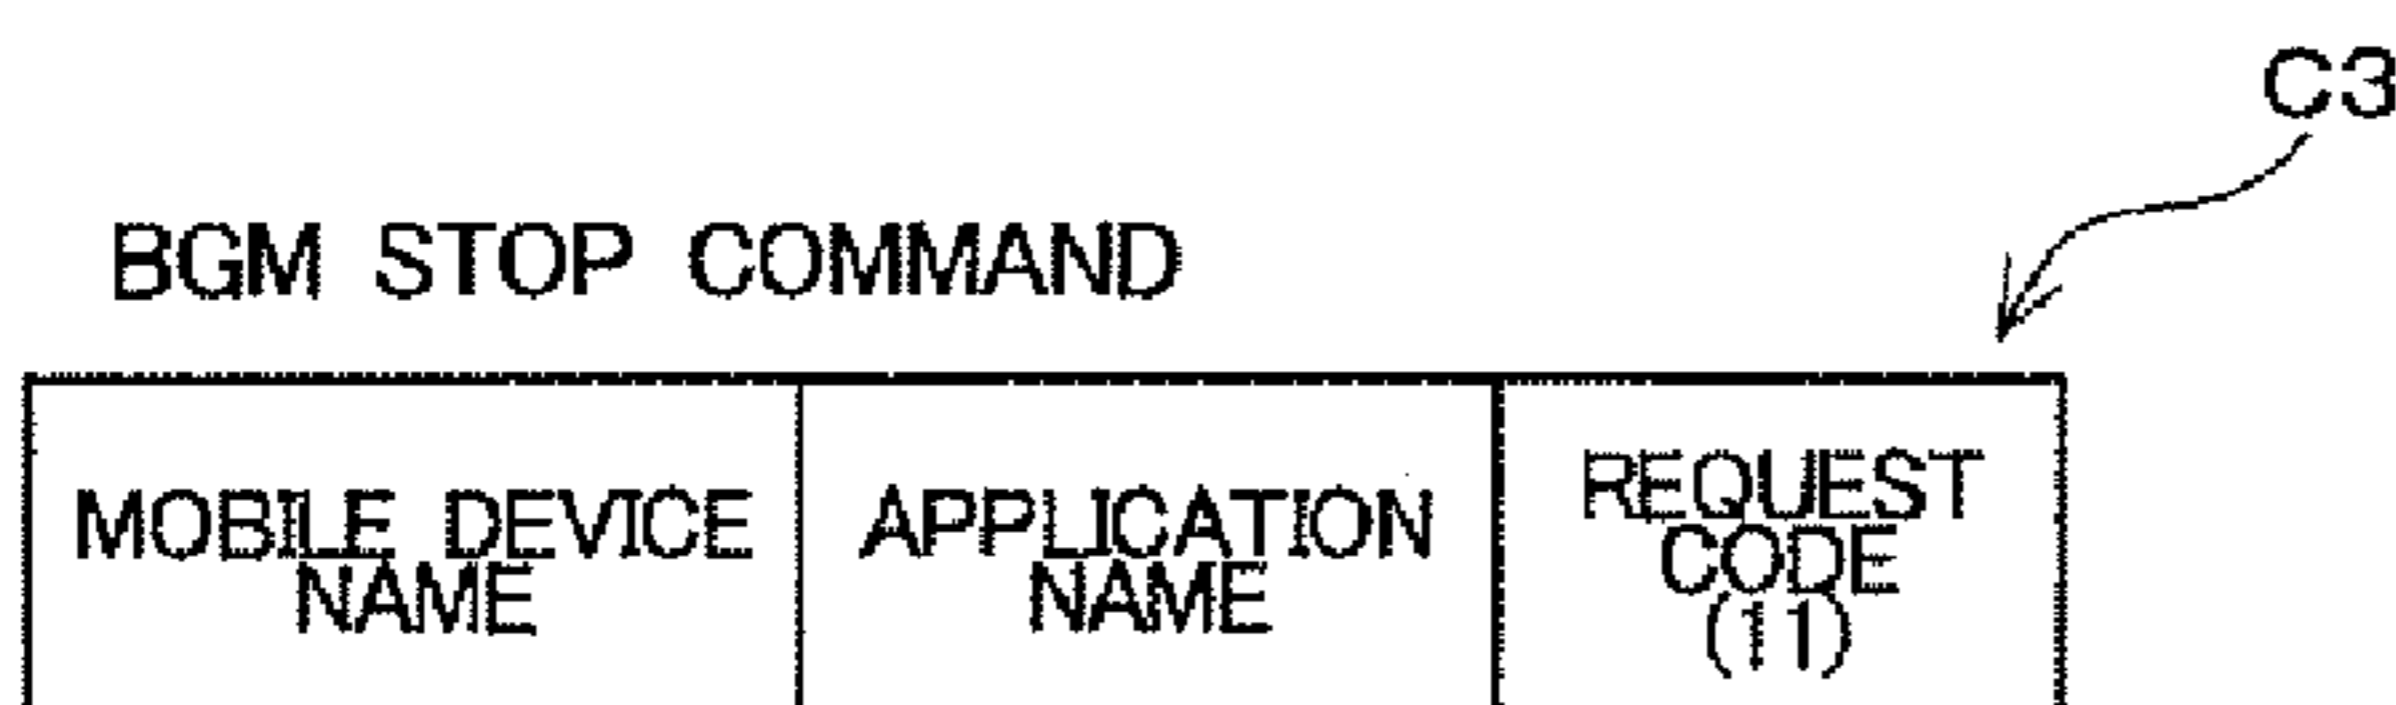 C3
BGM STOP COMMAND
MOBILE DEVICE
NAME
APPLICATION
NAME
REQUEST
CODE
(11)